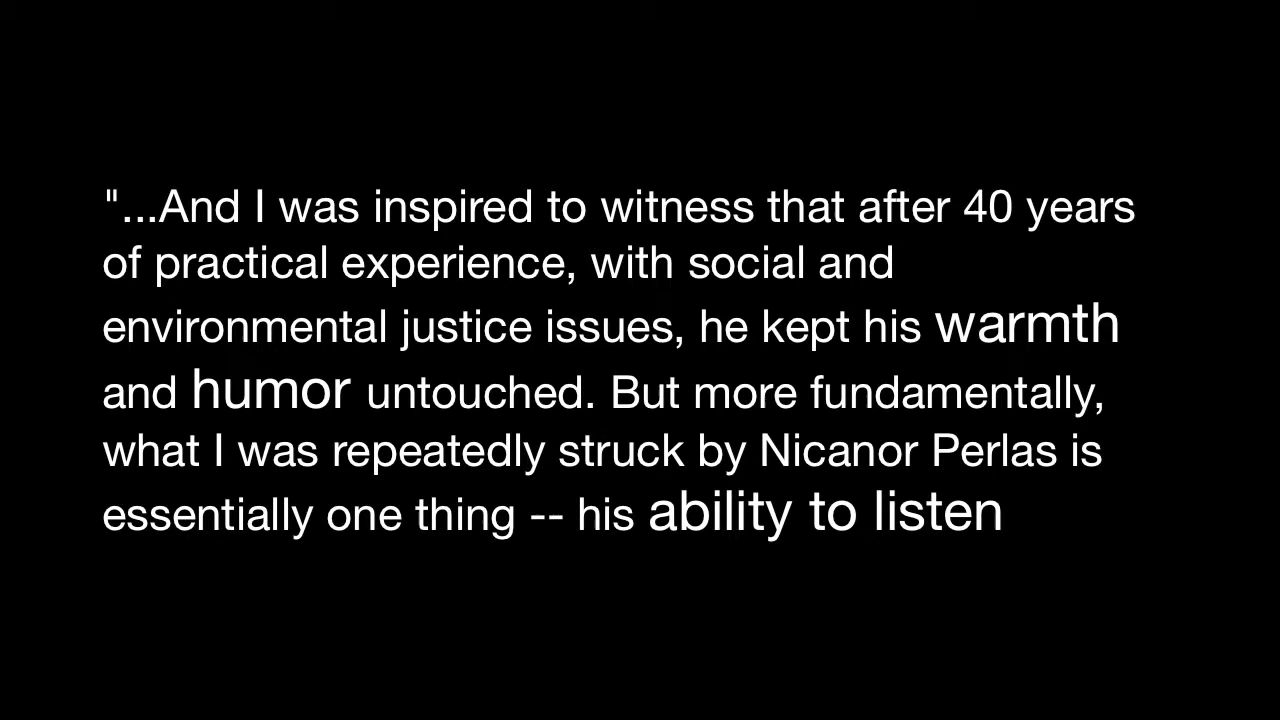 "...And I was inspired to witness that after 40 years
of practical experience, with social and
environmental justice issues, he kept his warmth
and humor untouched. But more fundamentally,
what I was repeatedly struck by Nicanor Perlas is
essentially one thing -- his ability to listen